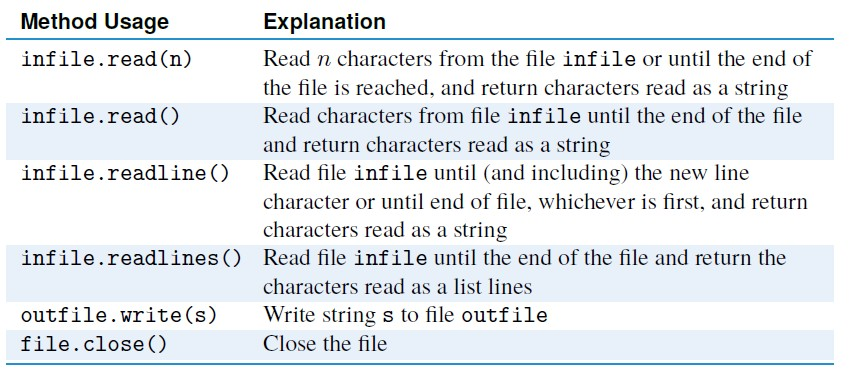 Method Usage Explanation
infile.read(n) Read n characters from the file infile or until the end of
the file is reached, and return characters read as a string
infile.read() Read characters from file infile until the end of the file
and return characters read as a string
infile.readline() Read file infile until (and including) the new line
character or until end of file, whichever is first, and return
characters read as a string
infile.readlines() Read file infile until the end of the file and return the
characters read as a list lines
outfile.write(s) Write string s to file outfile
file.close() Close the file